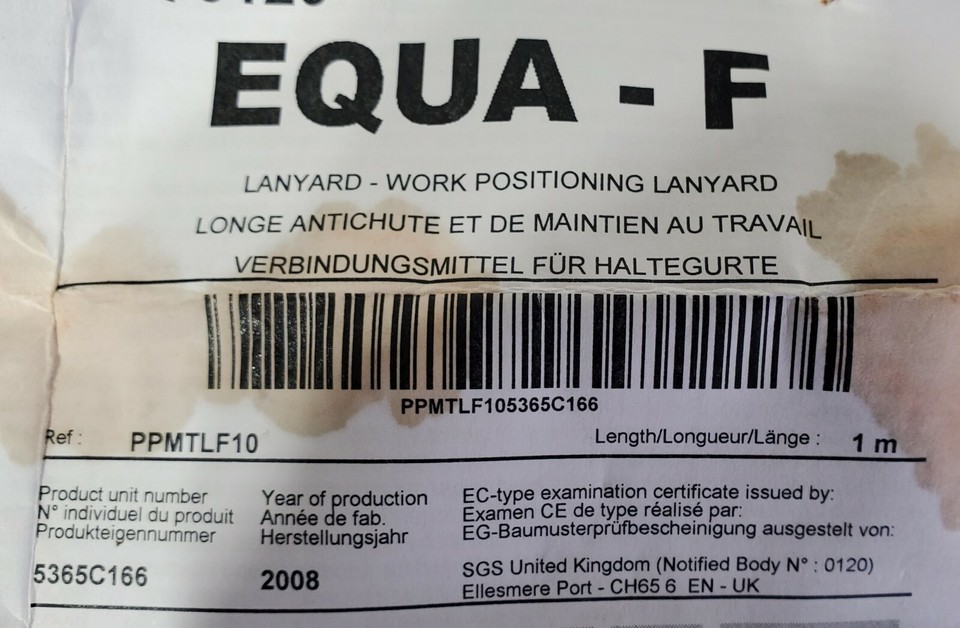 EQUA - F
LANYARD - WORK POSITIONING LANYARD
LONGE ANTICHUTE ET DE MAINTIEN AU TRAVAIL
VERBINDUNGSMITTEL FÜR HALTEGURTE
PPMTLF105365C166
Ref : PPMTLF10 Length/Longueur/Länge : 1 m
Product unit number Year of production EC-type examination certificate issued by:
N° individuel du produit Année de fab. Examen CE de type réalisé par:
Produkteigennummer Herstellungsjahr EG-Baumusterprüfbescheinigung ausgestelt von:
5365C166 2008 SGS United Kingdom (Notified Body N° : 0120)
Ellesmere Port - CH65 6 EN - UK